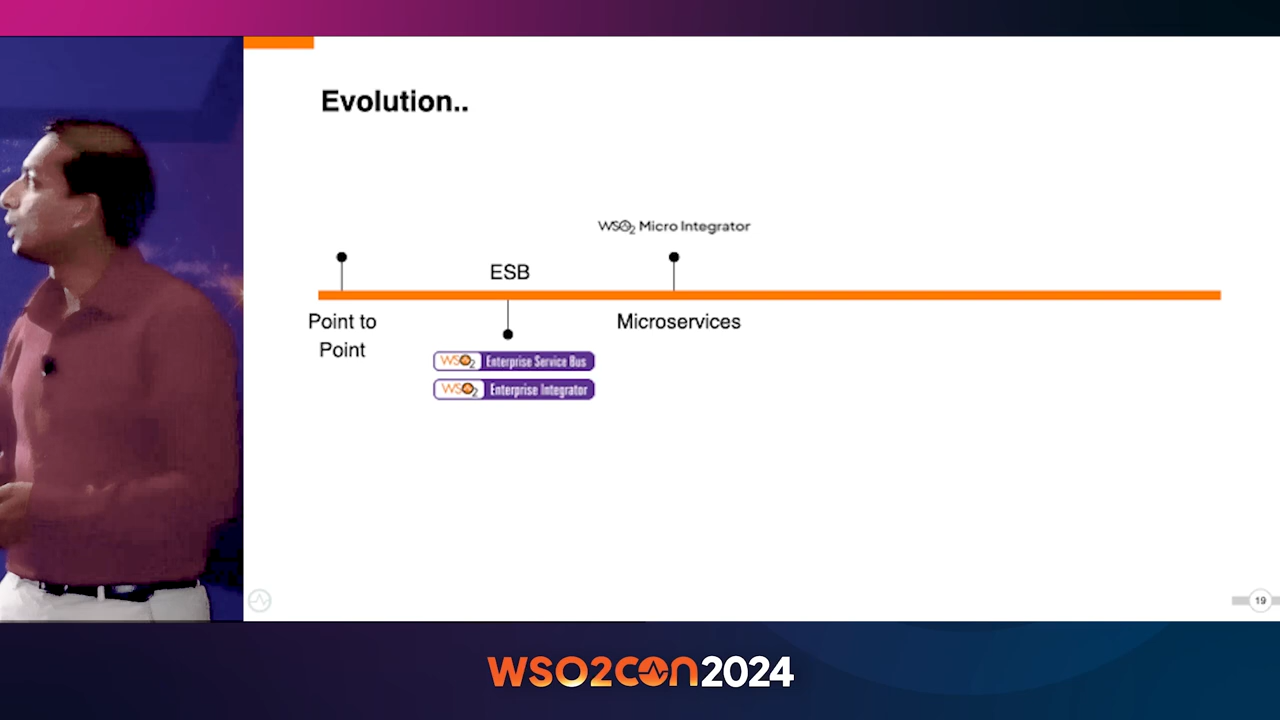 Evolution..
WSO2 Micro Integrator
ESB
Point to
Point
Microservices
WSO2 Enterprise Service Bus
WSO2 Enterprise Integrator
19
WSO2CON2024